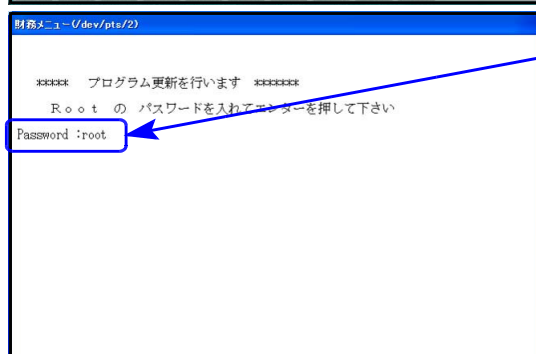 財務メニュー(/dev/pts/2)
***** プログラム更新を行います *******
Ｒｏｏｔ の パスワードを入れてエンターを押して下さい
Password :root